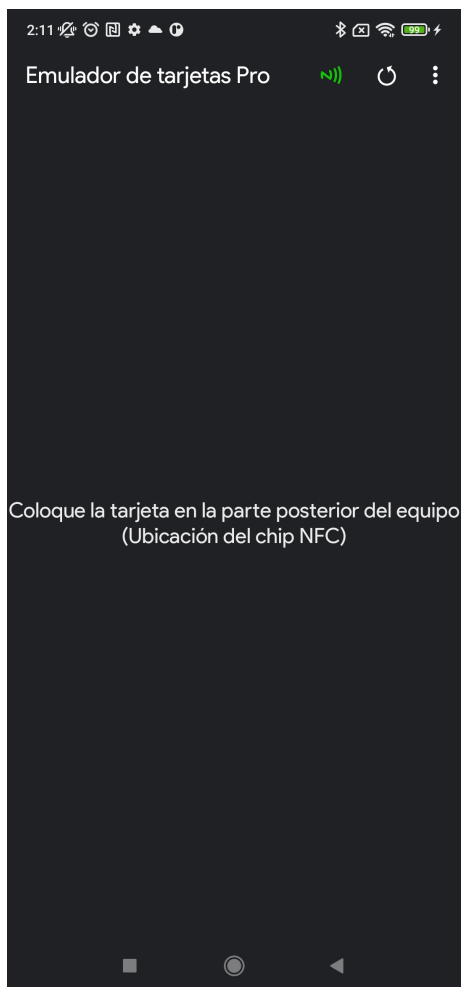 2:11
99
Emulador de tarjetas Pro
Coloque la tarjeta en la parte posterior del equipo
(Ubicación del chip NFC)